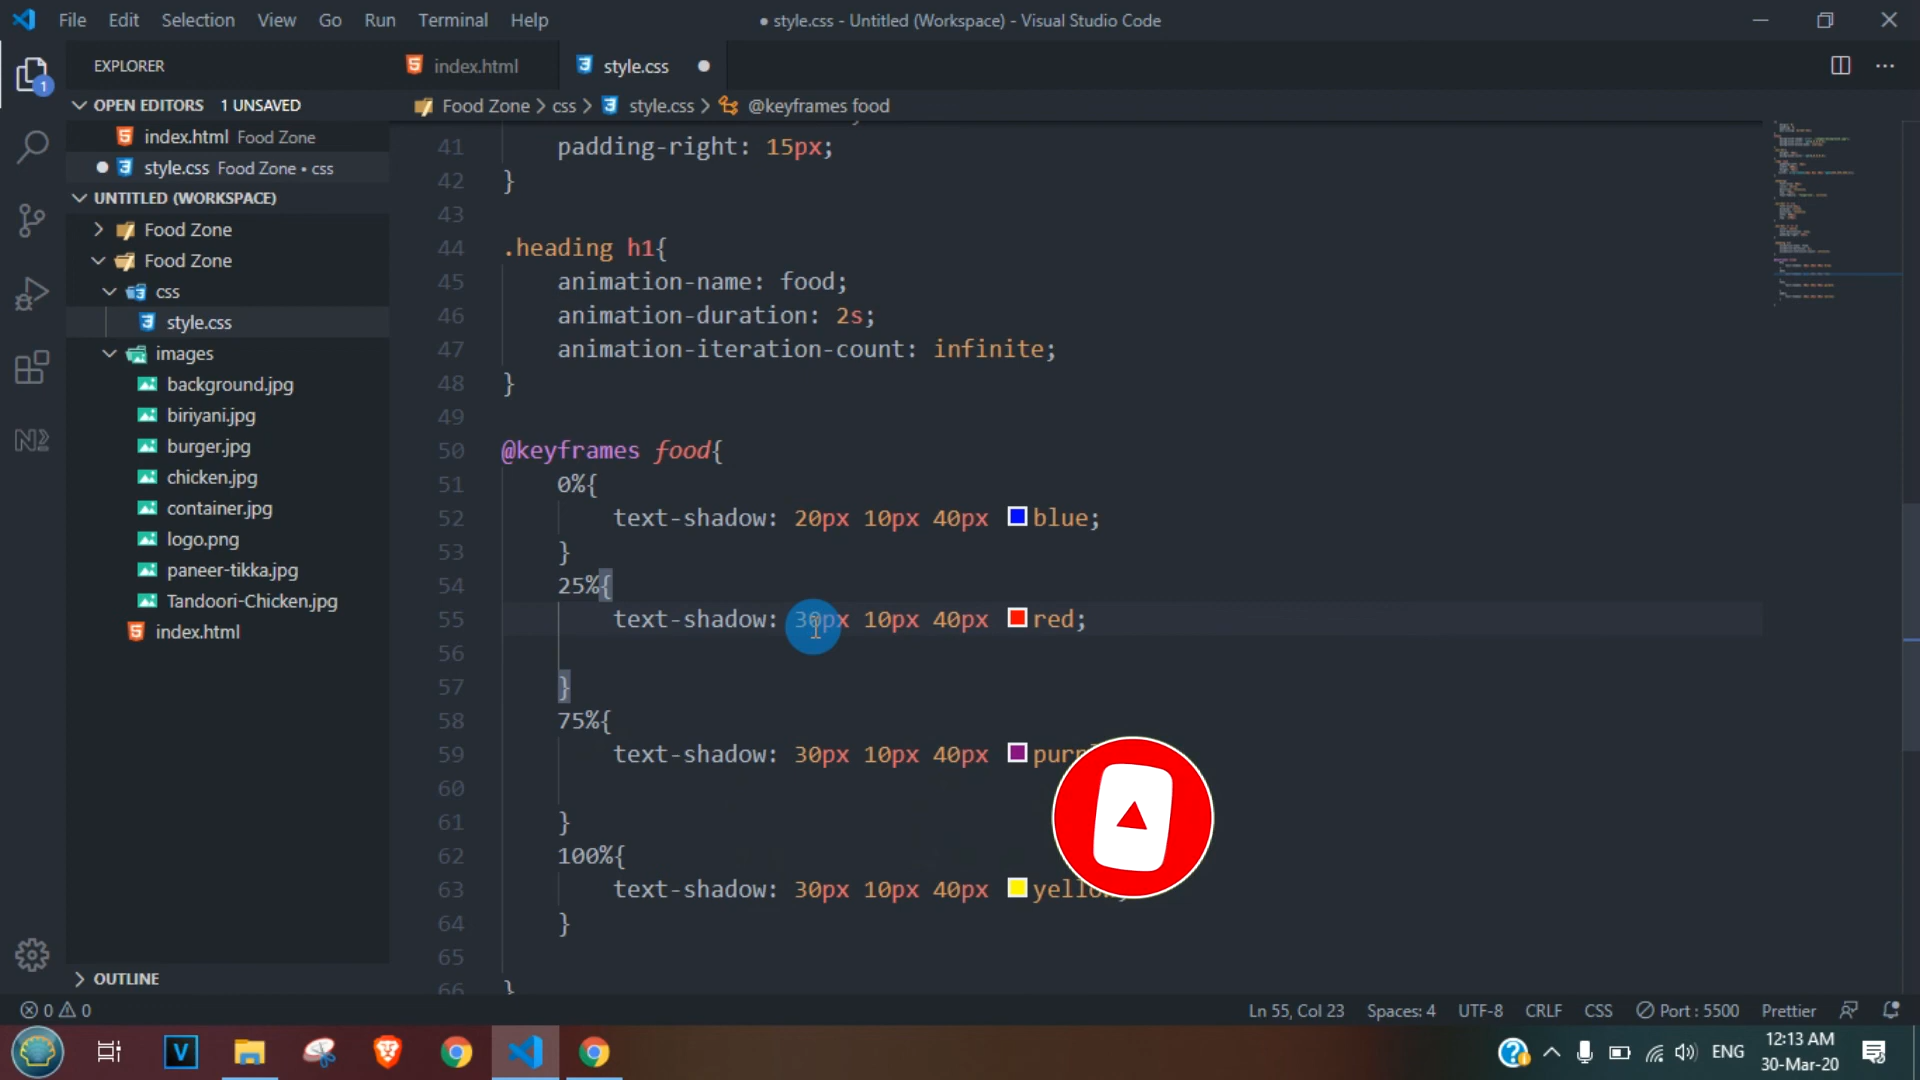 File Edit Selection View Go Run Terminal Help
● style.css - Untitled (Workspace) - Visual Studio Code
EXPLORER
index.html
style.css
OPEN EDITORS 1 UNSAVED
index.html Food Zone
style.css Food Zone • css
UNTITLED (WORKSPACE)
Food Zone
Food Zone
css
style.css
images
background.jpg
biriyani.jpg
burger.jpg
chicken.jpg
container.jpg
logo.png
paneer-tikka.jpg
Tandoori-Chicken.jpg
index.html
OUTLINE
1
Food Zone > css > style.css > @keyframes food
41 padding-right: 15px;
42 }
43
44 .heading h1{
45 animation-name: food;
46 animation-duration: 2s;
47 animation-iteration-count: infinite;
48 }
49
50 @keyframes food{
51 0%{
52 text-shadow: 20px 10px 40px blue;
53 }
54 25%{
55 text-shadow: 30px 10px 40px red;
56
57 }
58 75%{
59 text-shadow: 30px 10px 40px
60
61 }
62 100%{
63 text-shadow: 30px 10px 40px
64 }
65
66 }
0 0
Ln 55, Col 23 Spaces: 4 UTF-8 CRLF CSS Port : 5500 Prettier
V
ENG
12:13 AM
30-Mar-20